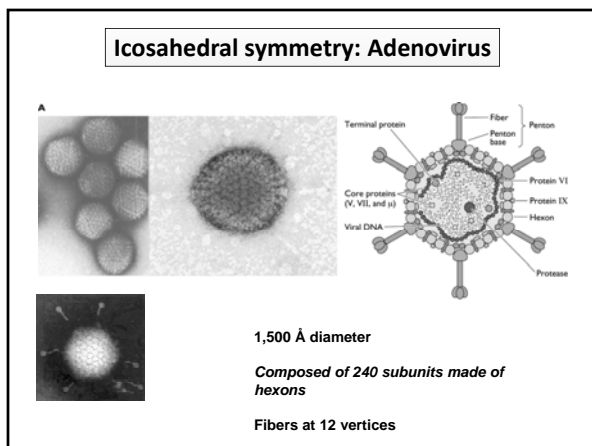 Icosahedral symmetry: Adenovirus
A
Fiber
Penton
Terminal protein
Penton
base
Core proteins
(V, VII, and μ)
Viral DNA
Protein VI
Protein IX
Hexon
Protease
1,500 Å diameter
Composed of 240 subunits made of
hexons
Fibers at 12 vertices